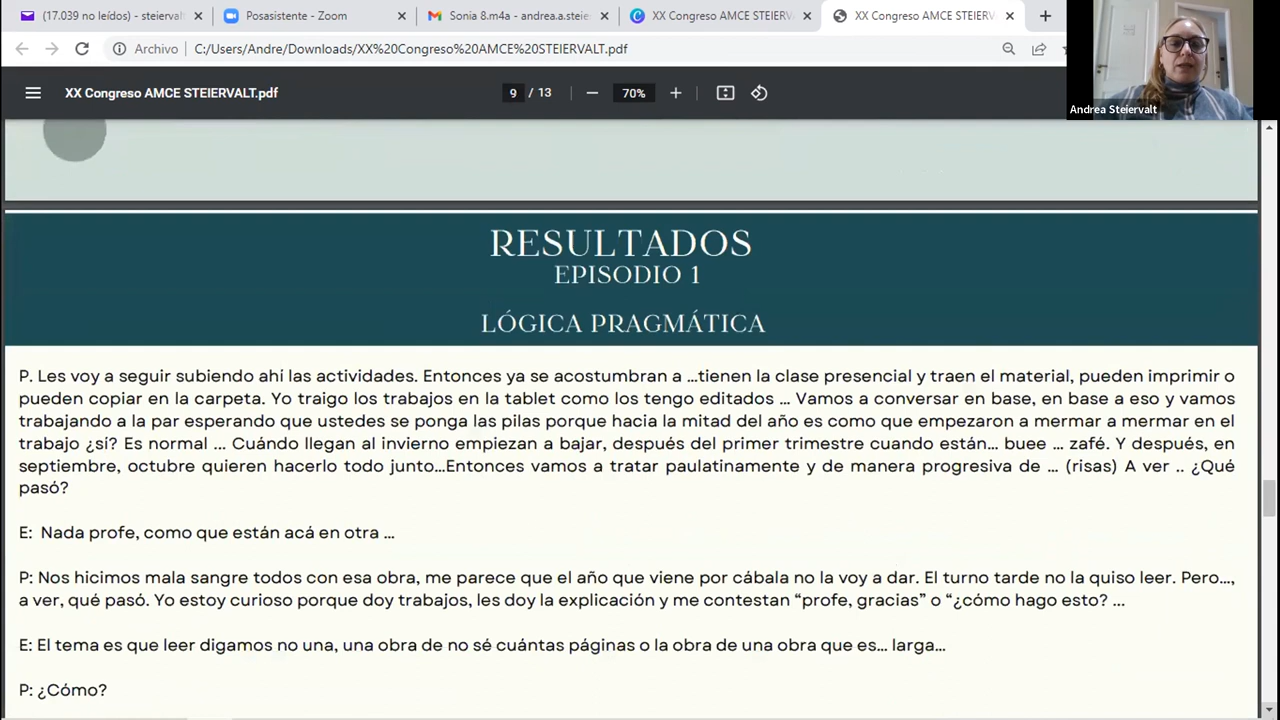 (17.039 no leídos) - steierval
Posasistente - Zoom
Sonia 8.m4a - andrea.a.steie
XX Congreso AMCE STEIERV
XX Congreso AMCE STEIERV
Archivo C:/Users/Andre/Downloads/XX%20Congreso%20AMCE%20STEIERVALT.pdf
XX Congreso AMCE STEIERVALT.pdf
9 / 13
70%
Andrea Steiervalt
RESULTADOS
EPISODIO 1
LÓGICA PRAGMÁTICA
P. Les voy a seguir subiendo ahí las actividades. Entonces ya se acostumbran a ...tienen la clase presencial y traen el material, pueden imprimir o
pueden copiar en la carpeta. Yo traigo los trabajos en la tablet como los tengo editados ... Vamos a conversar en base, en base a eso y vamos
trabajando a la par esperando que ustedes se ponga las pilas porque hacia la mitad del año es como que empezaron a mermar a mermar en el
trabajo ¿sí? Es normal ... Cuándo llegan al invierno empiezan a bajar, después del primer trimestre cuando están... buee ... zafé. Y después, en
septiembre, octubre quieren hacerlo todo junto...Entonces vamos a tratar paulatinamente y de manera progresiva de ... (risas) A ver .. ¿Qué
pasó?
E: Nada profe, como que están acá en otra ...
P: Nos hicimos mala sangre todos con esa obra, me parece que el año que viene por cábala no la voy a dar. El turno tarde no la quiso leer. Pero...,
a ver, qué pasó. Yo estoy curioso porque doy trabajos, les doy la explicación y me contestan “profe, gracias” o “¿cómo hago esto? ...
E: El tema es que leer digamos no una, una obra de no sé cuántas páginas o la obra de una obra que es... larga...
P: ¿Cómo?